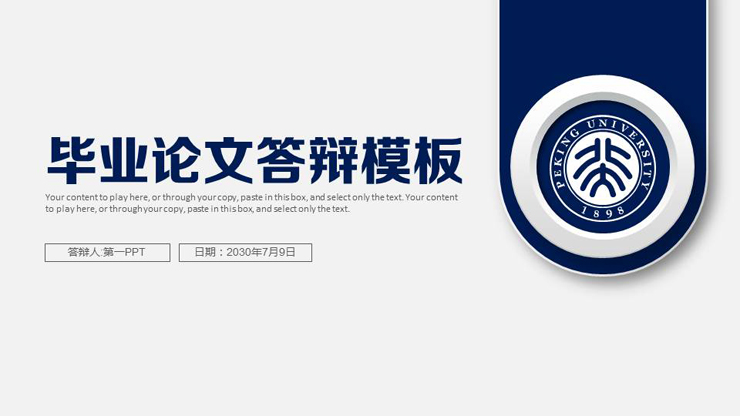 毕业论文答辩模板
Your content to play here, or through your copy, paste in this box, and select only the text. Your content
to play here, or through your copy, paste in this box, and select only the text.
答辩人:第一PPT
日期：2030年7月9日
PEKING UNIVERSITY
1898